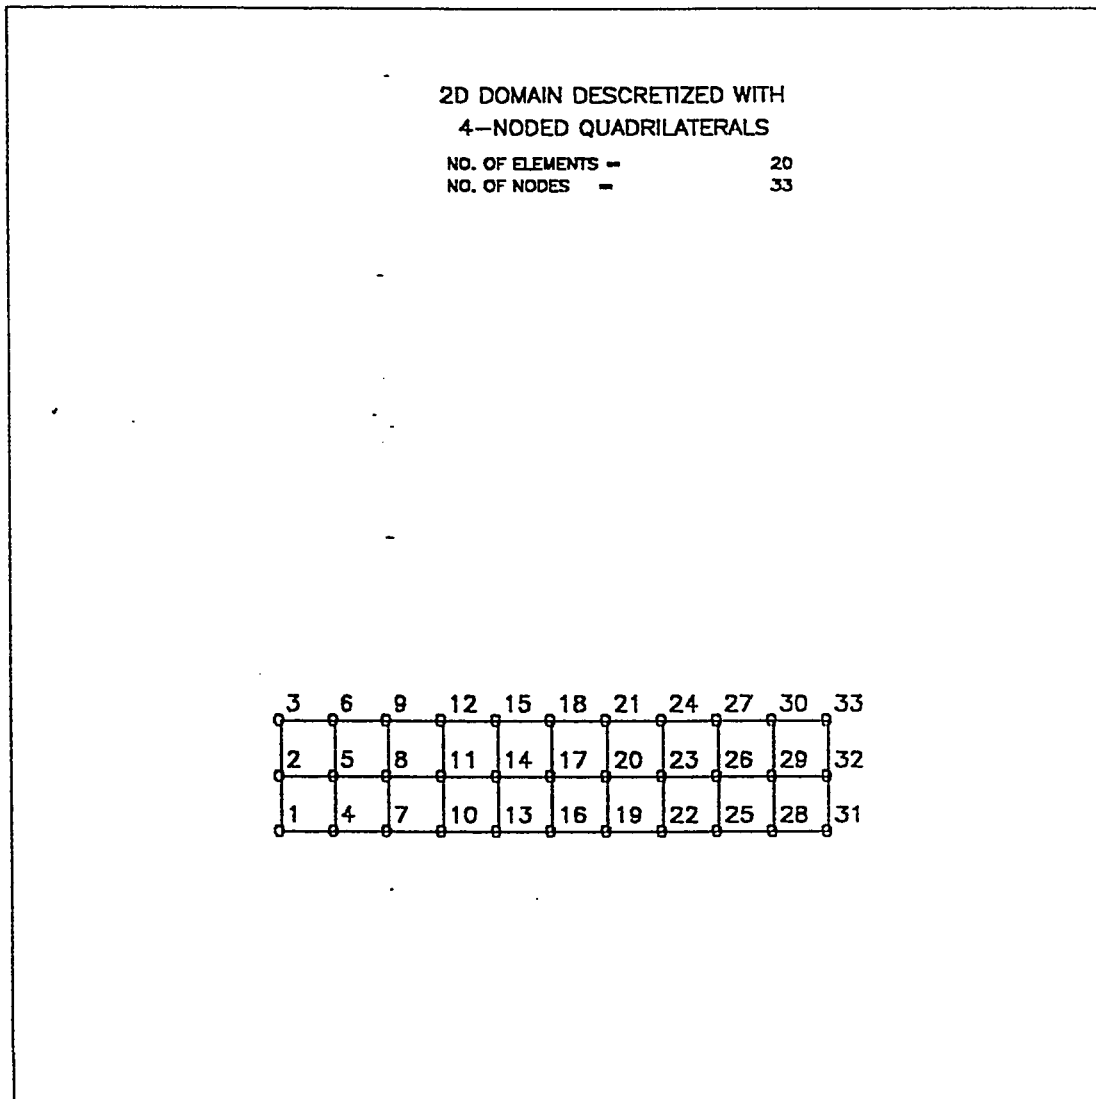 2D DOMAIN DESCRETIZED WITH
4-NODED QUADRILATERALS
NO. OF ELEMENTS = 20
NO. OF NODES = 33
3 6 9 12 15 18 21 24 27 30 33
2 5 8 11 14 17 20 23 26 29 32
1 4 7 10 13 16 19 22 25 28 31